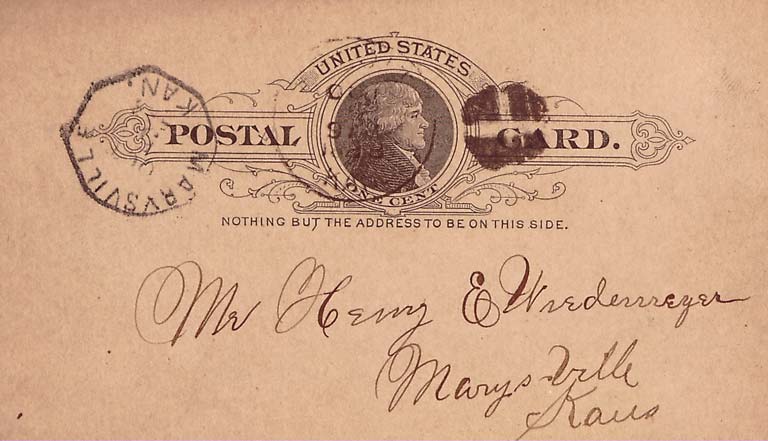 UNITED STATES
POSTAL CARD.
ONE CENT
NOTHING BUT THE ADDRESS TO BE ON THIS SIDE.
MARYSVILLE
KAN.
Mr Henry E Wiedemeyer
Marysville
Kans